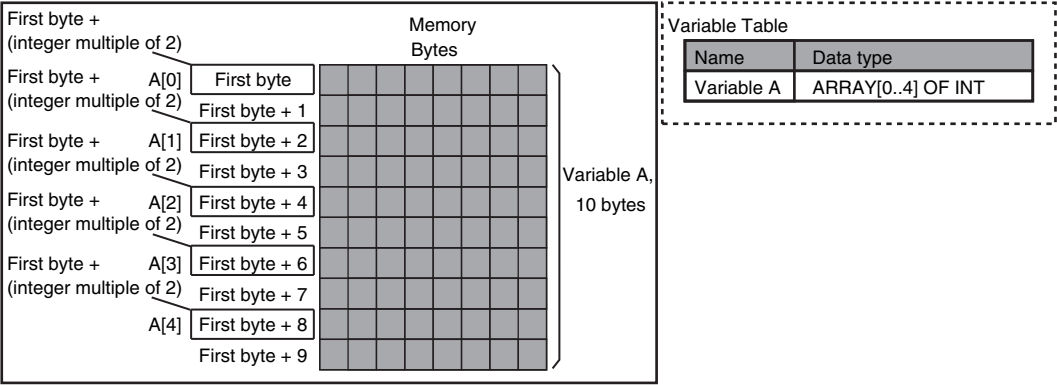 First byte +
(integer multiple of 2)
Memory
Bytes
A[0] First byte
First byte +
(integer multiple of 2)
First byte + 1
A[1] First byte + 2
First byte +
(integer multiple of 2)
First byte + 3
A[2] First byte + 4
First byte +
(integer multiple of 2)
First byte + 5
A[3] First byte + 6
First byte +
(integer multiple of 2)
First byte + 7
A[4] First byte + 8
First byte + 9
Variable A,
10 bytes
Variable Table
Name Data type
Variable A ARRAY[0..4] OF INT